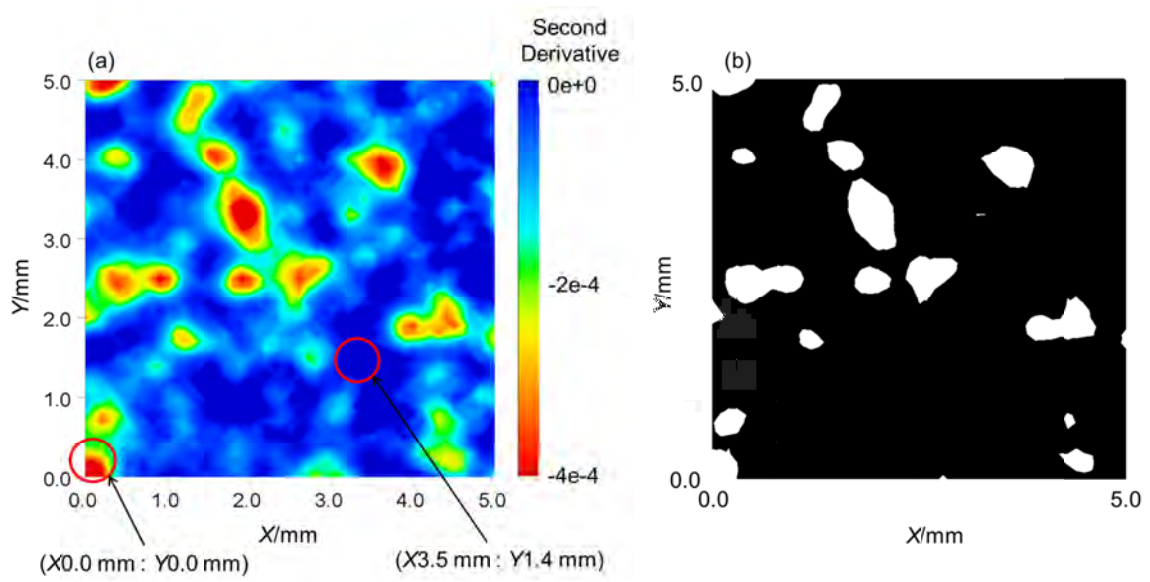 Second
Derivative
(a)
(b)
5.0
4.0
3.0
2.0
1.0
0.0
Y/mm
0.0 1.0 2.0 3.0 4.0 5.0
X/mm
0e+0
-2e-4
-4e-4
(X0.0 mm : Y0.0 mm)
(X3.5 mm : Y1.4 mm)
5.0
Y/mm
0.0
0.0 5.0
X/mm